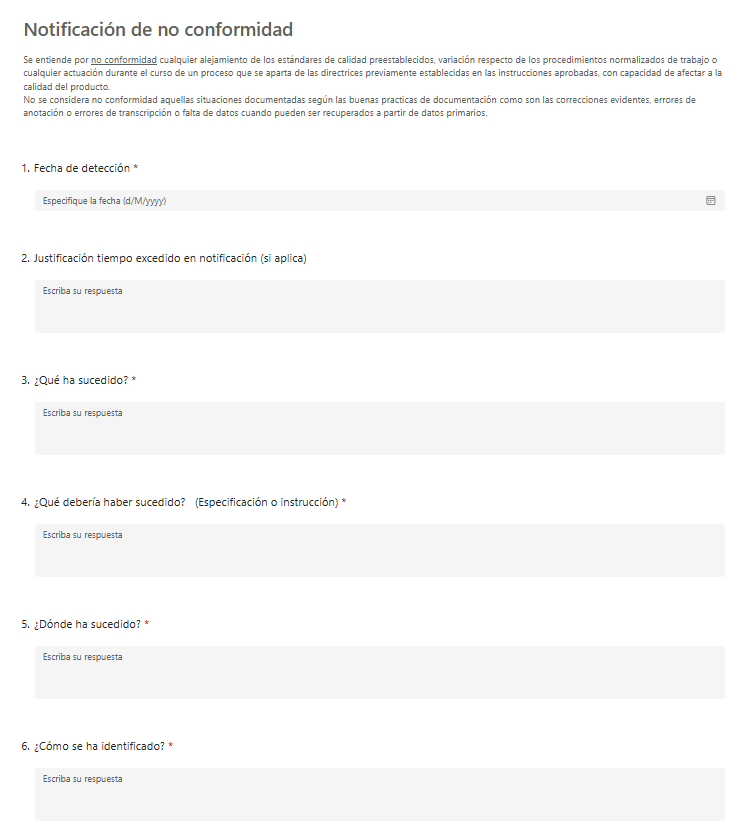 Notificación de no conformidad
Se entiende por no conformidad cualquier alejamiento de los estándares de calidad preestablecidos, variación respecto de los procedimientos normalizados de trabajo o
cualquier actuación durante el curso de un proceso que se aparta de las directrices previamente establecidas en las instrucciones aprobadas, con capacidad de afectar a la
calidad del producto.
No se considera no conformidad aquellas situaciones documentadas según las buenas practicas de documentación como son las correcciones evidentes, errores de
anotación o errores de transcripción o falta de datos cuando pueden ser recuperados a partir de datos primarios.
1. Fecha de detección *
Especifique la fecha (d/M/yyyy)
2. Justificación tiempo excedido en notificación (si aplica)
Escriba su respuesta
3. ¿Qué ha sucedido? *
Escriba su respuesta
4. ¿Qué debería haber sucedido? (Especificación o instrucción) *
Escriba su respuesta
5. ¿Dónde ha sucedido? *
Escriba su respuesta
6. ¿Cómo se ha identificado? *
Escriba su respuesta